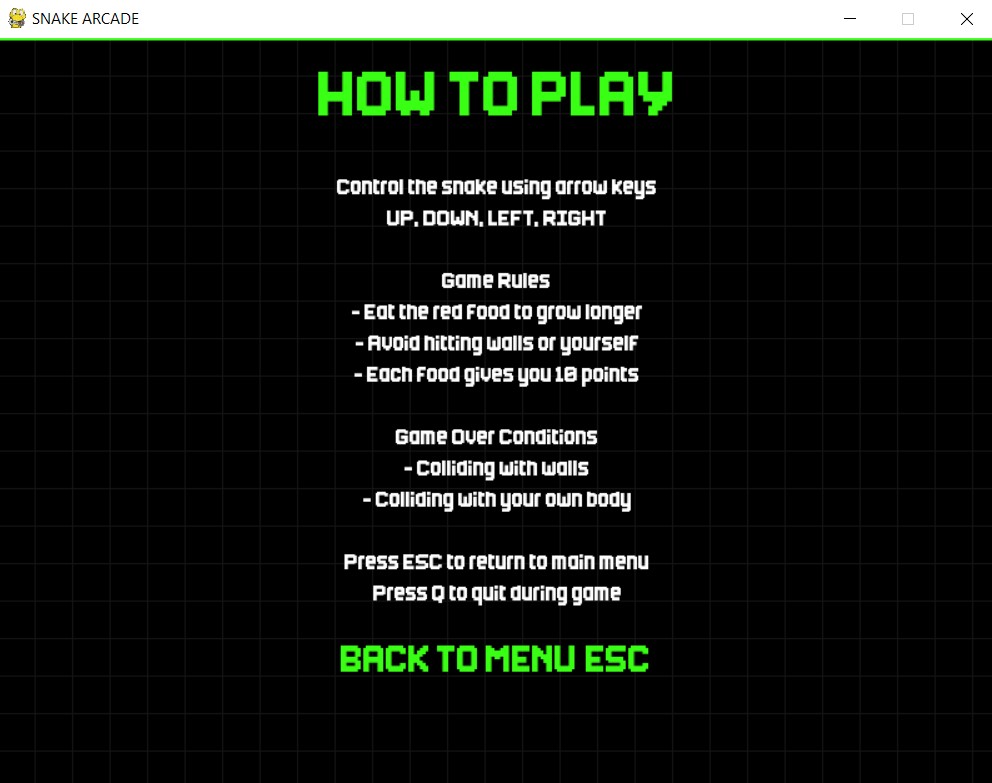 SNAKE ARCADE
HOW TO PLAY
Control the snake using arrow keys
UP, DOWN, LEFT, RIGHT
Game Rules
- Eat the red food to grow longer
- Avoid hitting walls or yourself
- Each food gives you 10 points
Game Over Conditions
- Colliding with walls
- Colliding with your own body
Press ESC to return to main menu
Press Q to quit during game
BACK TO MENU ESC